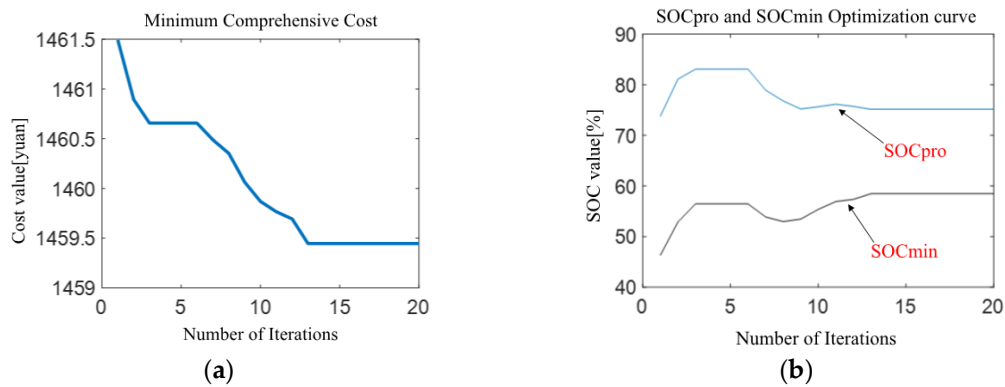 Minimum Comprehensive Cost
Cost value[yuan]
1461.5
1461
1460.5
1460
1459.5
1459
0
5
10
15
20
Number of Iterations
(a)
SOCpro and SOCmin Optimization curve
SOC value[%]
90
80
70
60
50
40
SOCpro
SOCmin
0
5
10
15
20
Number of Iterations
(b)